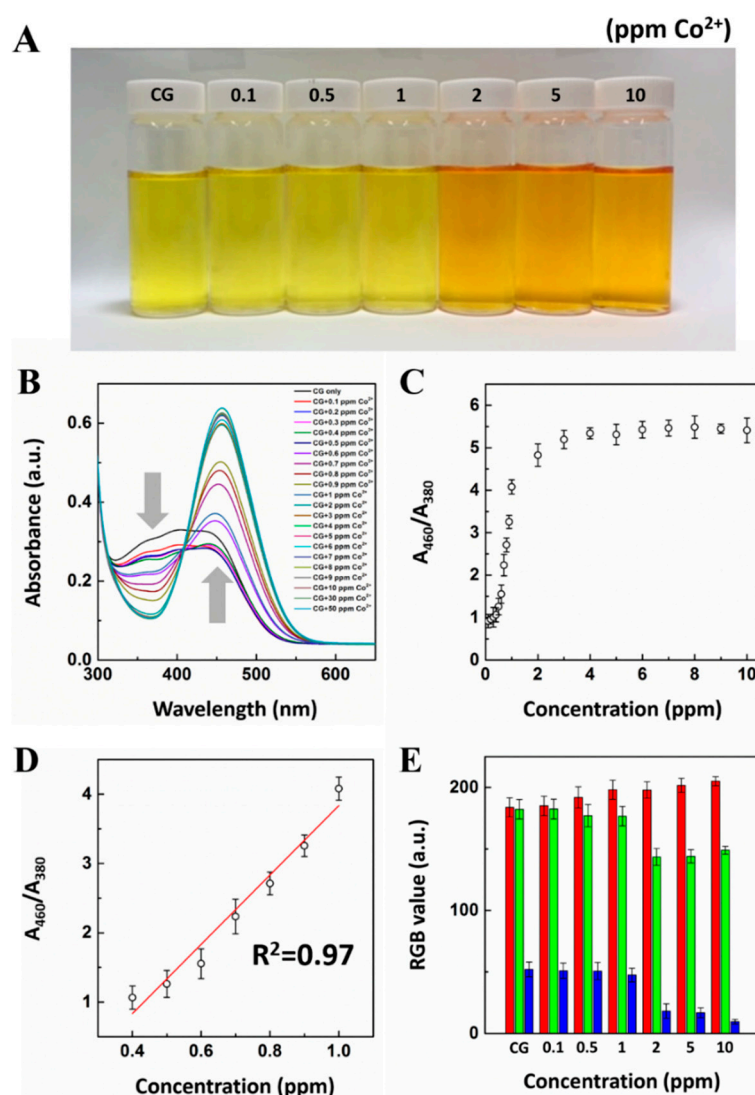 A
(ppm Co²⁺)
CG 0.1 0.5 1 2 5 10
B
Absorbance (a.u.)
0.6
0.4
0.2
0.0
300 400 500 600
Wavelength (nm)
CG only
CG+0.1 ppm Co²⁺
CG+0.2 ppm Co²⁺
CG+0.3 ppm Co²⁺
CG+0.4 ppm Co²⁺
CG+0.5 ppm Co²⁺
CG+0.6 ppm Co²⁺
CG+0.7 ppm Co²⁺
CG+0.8 ppm Co²⁺
CG+0.9 ppm Co²⁺
CG+1 ppm Co²⁺
CG+2 ppm Co²⁺
CG+3 ppm Co²⁺
CG+4 ppm Co²⁺
CG+5 ppm Co²⁺
CG+6 ppm Co²⁺
CG+7 ppm Co²⁺
CG+8 ppm Co²⁺
CG+9 ppm Co²⁺
CG+10 ppm Co²⁺
CG+30 ppm Co²⁺
CG+50 ppm Co²⁺
C
A₄₆₀/A₃₈₀
6
5
4
3
2
1
0
0 2 4 6 8 10
Concentration (ppm)
D
A₄₆₀/A₃₈₀
4
3
2
1
R²=0.97
0.4 0.6 0.8 1.0
Concentration (ppm)
E
RGB value (a.u.)
200
100
0
CG 0.1 0.5 1 2 5 10
Concentration (ppm)